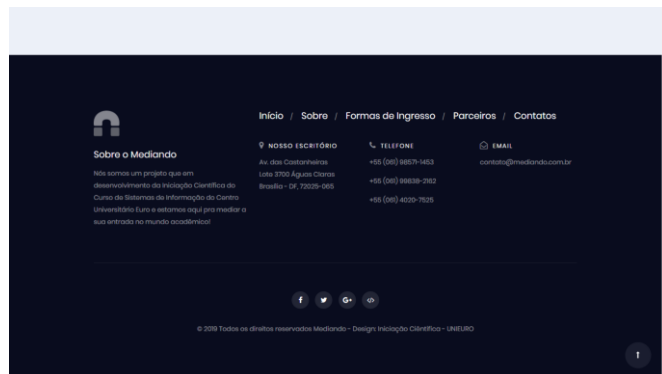 Início / Sobre / Formas de Ingresso / Parceiros / Contatos
Sobre o Mediando
Nós somos um projeto que em
desenvolvimento da Iniciação Científica do
Curso de Sistemas de Informação do Centro
Universitário Euro e estamos aqui pra mediar a
sua entrada no mundo acadêmico!
NOSSO ESCRITÓRIO
Av. das Castanheiras
Lote 3700 Águas Claras
Brasília - DF, 72025-065
TELEFONE
+55 (061) 98571-1453
+55 (061) 98838-2162
+55 (061) 4020-7525
EMAIL
contato@mediando.com.br
f G+ </>
© 2019 Todos os direitos reservados Mediando - Design: Iniciação Ciêntífica - UNIEURO